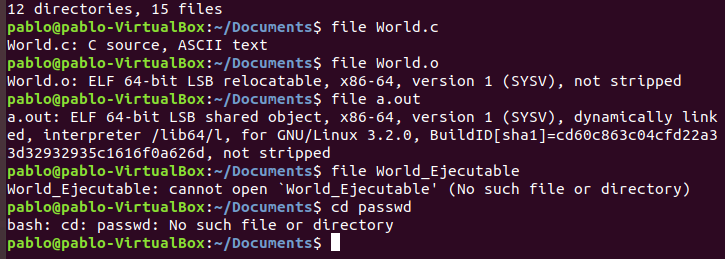 12 directories, 15 files
pablo@pablo-VirtualBox:~/Documents$ file World.c
World.c: C source, ASCII text
pablo@pablo-VirtualBox:~/Documents$ file World.o
World.o: ELF 64-bit LSB relocatable, x86-64, version 1 (SYSV), not stripped
pablo@pablo-VirtualBox:~/Documents$ file a.out
a.out: ELF 64-bit LSB shared object, x86-64, version 1 (SYSV), dynamically link
ed, interpreter /lib64/l, for GNU/Linux 3.2.0, BuildID[sha1]=cd60c863c04cfd22a3
3d32932935c1616f0a626d, not stripped
pablo@pablo-VirtualBox:~/Documents$ file World_Ejecutable
World_Ejecutable: cannot open `World_Ejecutable' (No such file or directory)
pablo@pablo-VirtualBox:~/Documents$ cd passwd
bash: cd: passwd: No such file or directory
pablo@pablo-VirtualBox:~/Documents$